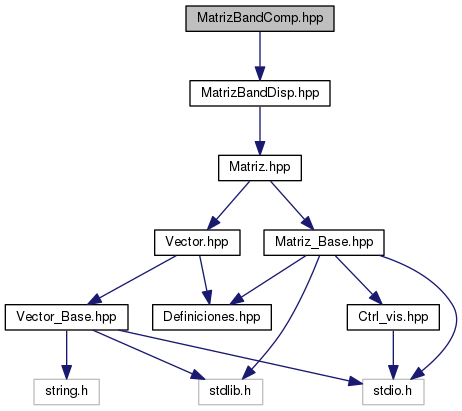 MatrizBandComp.hpp
MatrizBandDisp.hpp
Matriz.hpp
Vector.hpp
Matriz_Base.hpp
Vector_Base.hpp
Definiciones.hpp
Ctrl_vis.hpp
string.h
stdlib.h
stdio.h